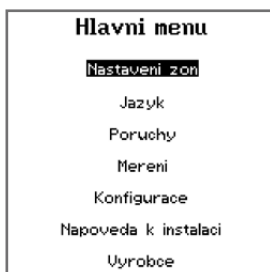 Hlavni menu
Nastaveni zon
Jazyk
Poruchy
Mereni
Konfigurace
Napoveda k instalaci
Vyrobce